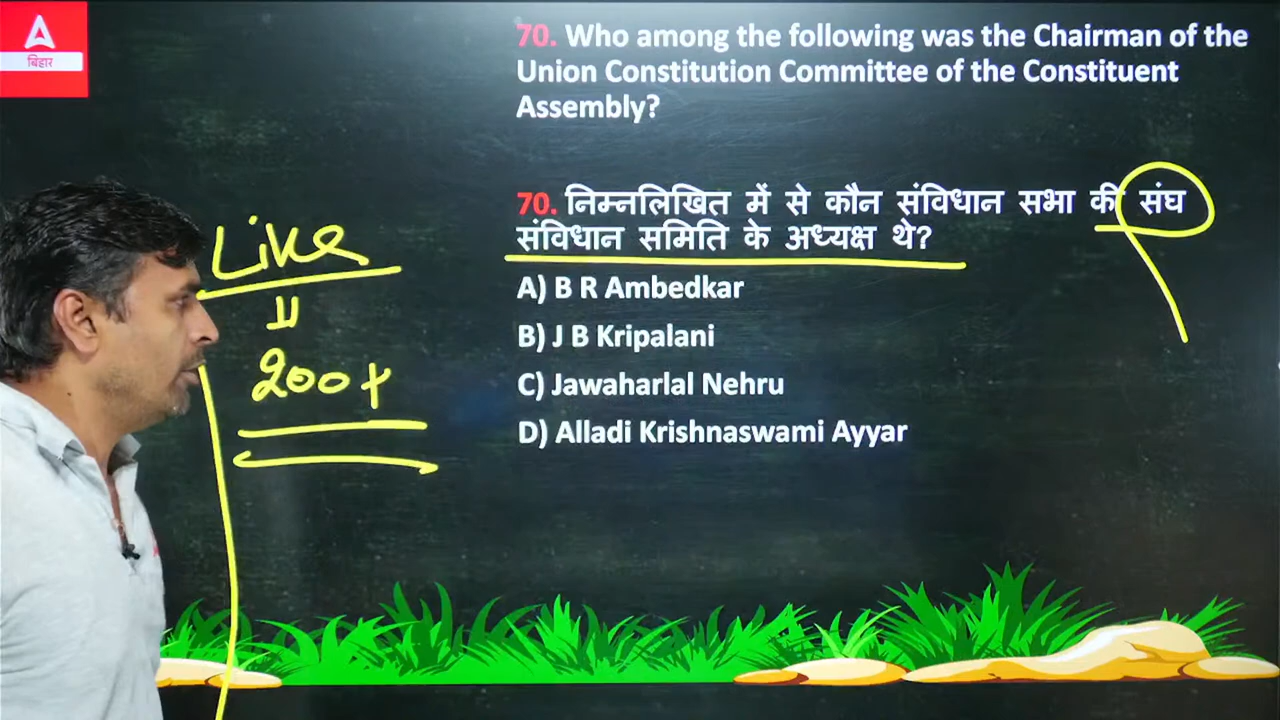 बिहार
70. Who among the following was the Chairman of the
Union Constitution Committee of the Constituent
Assembly?
70. निम्नलिखित में से कौन संविधान सभा की संघ
संविधान समिति के अध्यक्ष थे?
A) B R Ambedkar
B) J B Kripalani
C) Jawaharlal Nehru
D) Alladi Krishnaswami Ayyar
Like
200+